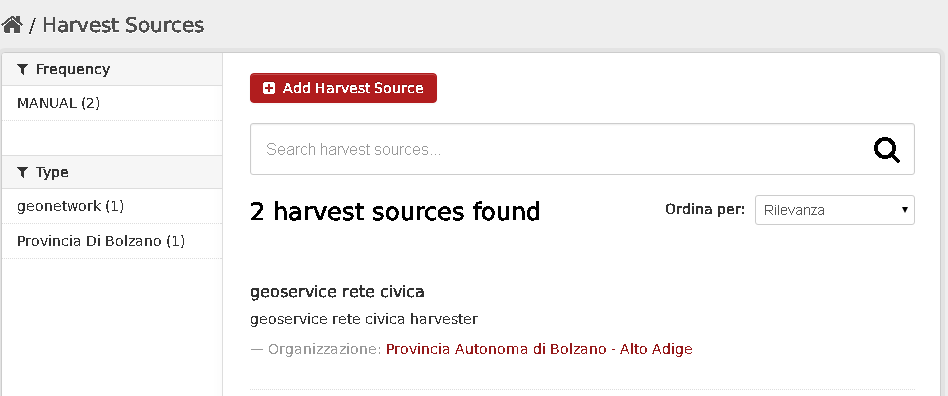 / Harvest Sources
Frequency
MANUAL (2)
Type
geonetwork (1)
Provincia Di Bolzano (1)
Add Harvest Source
Search harvest sources...
2 harvest sources found
Ordina per: Rilevanza
geoservice rete civica
geoservice rete civica harvester
— Organizzazione: Provincia Autonoma di Bolzano - Alto Adige